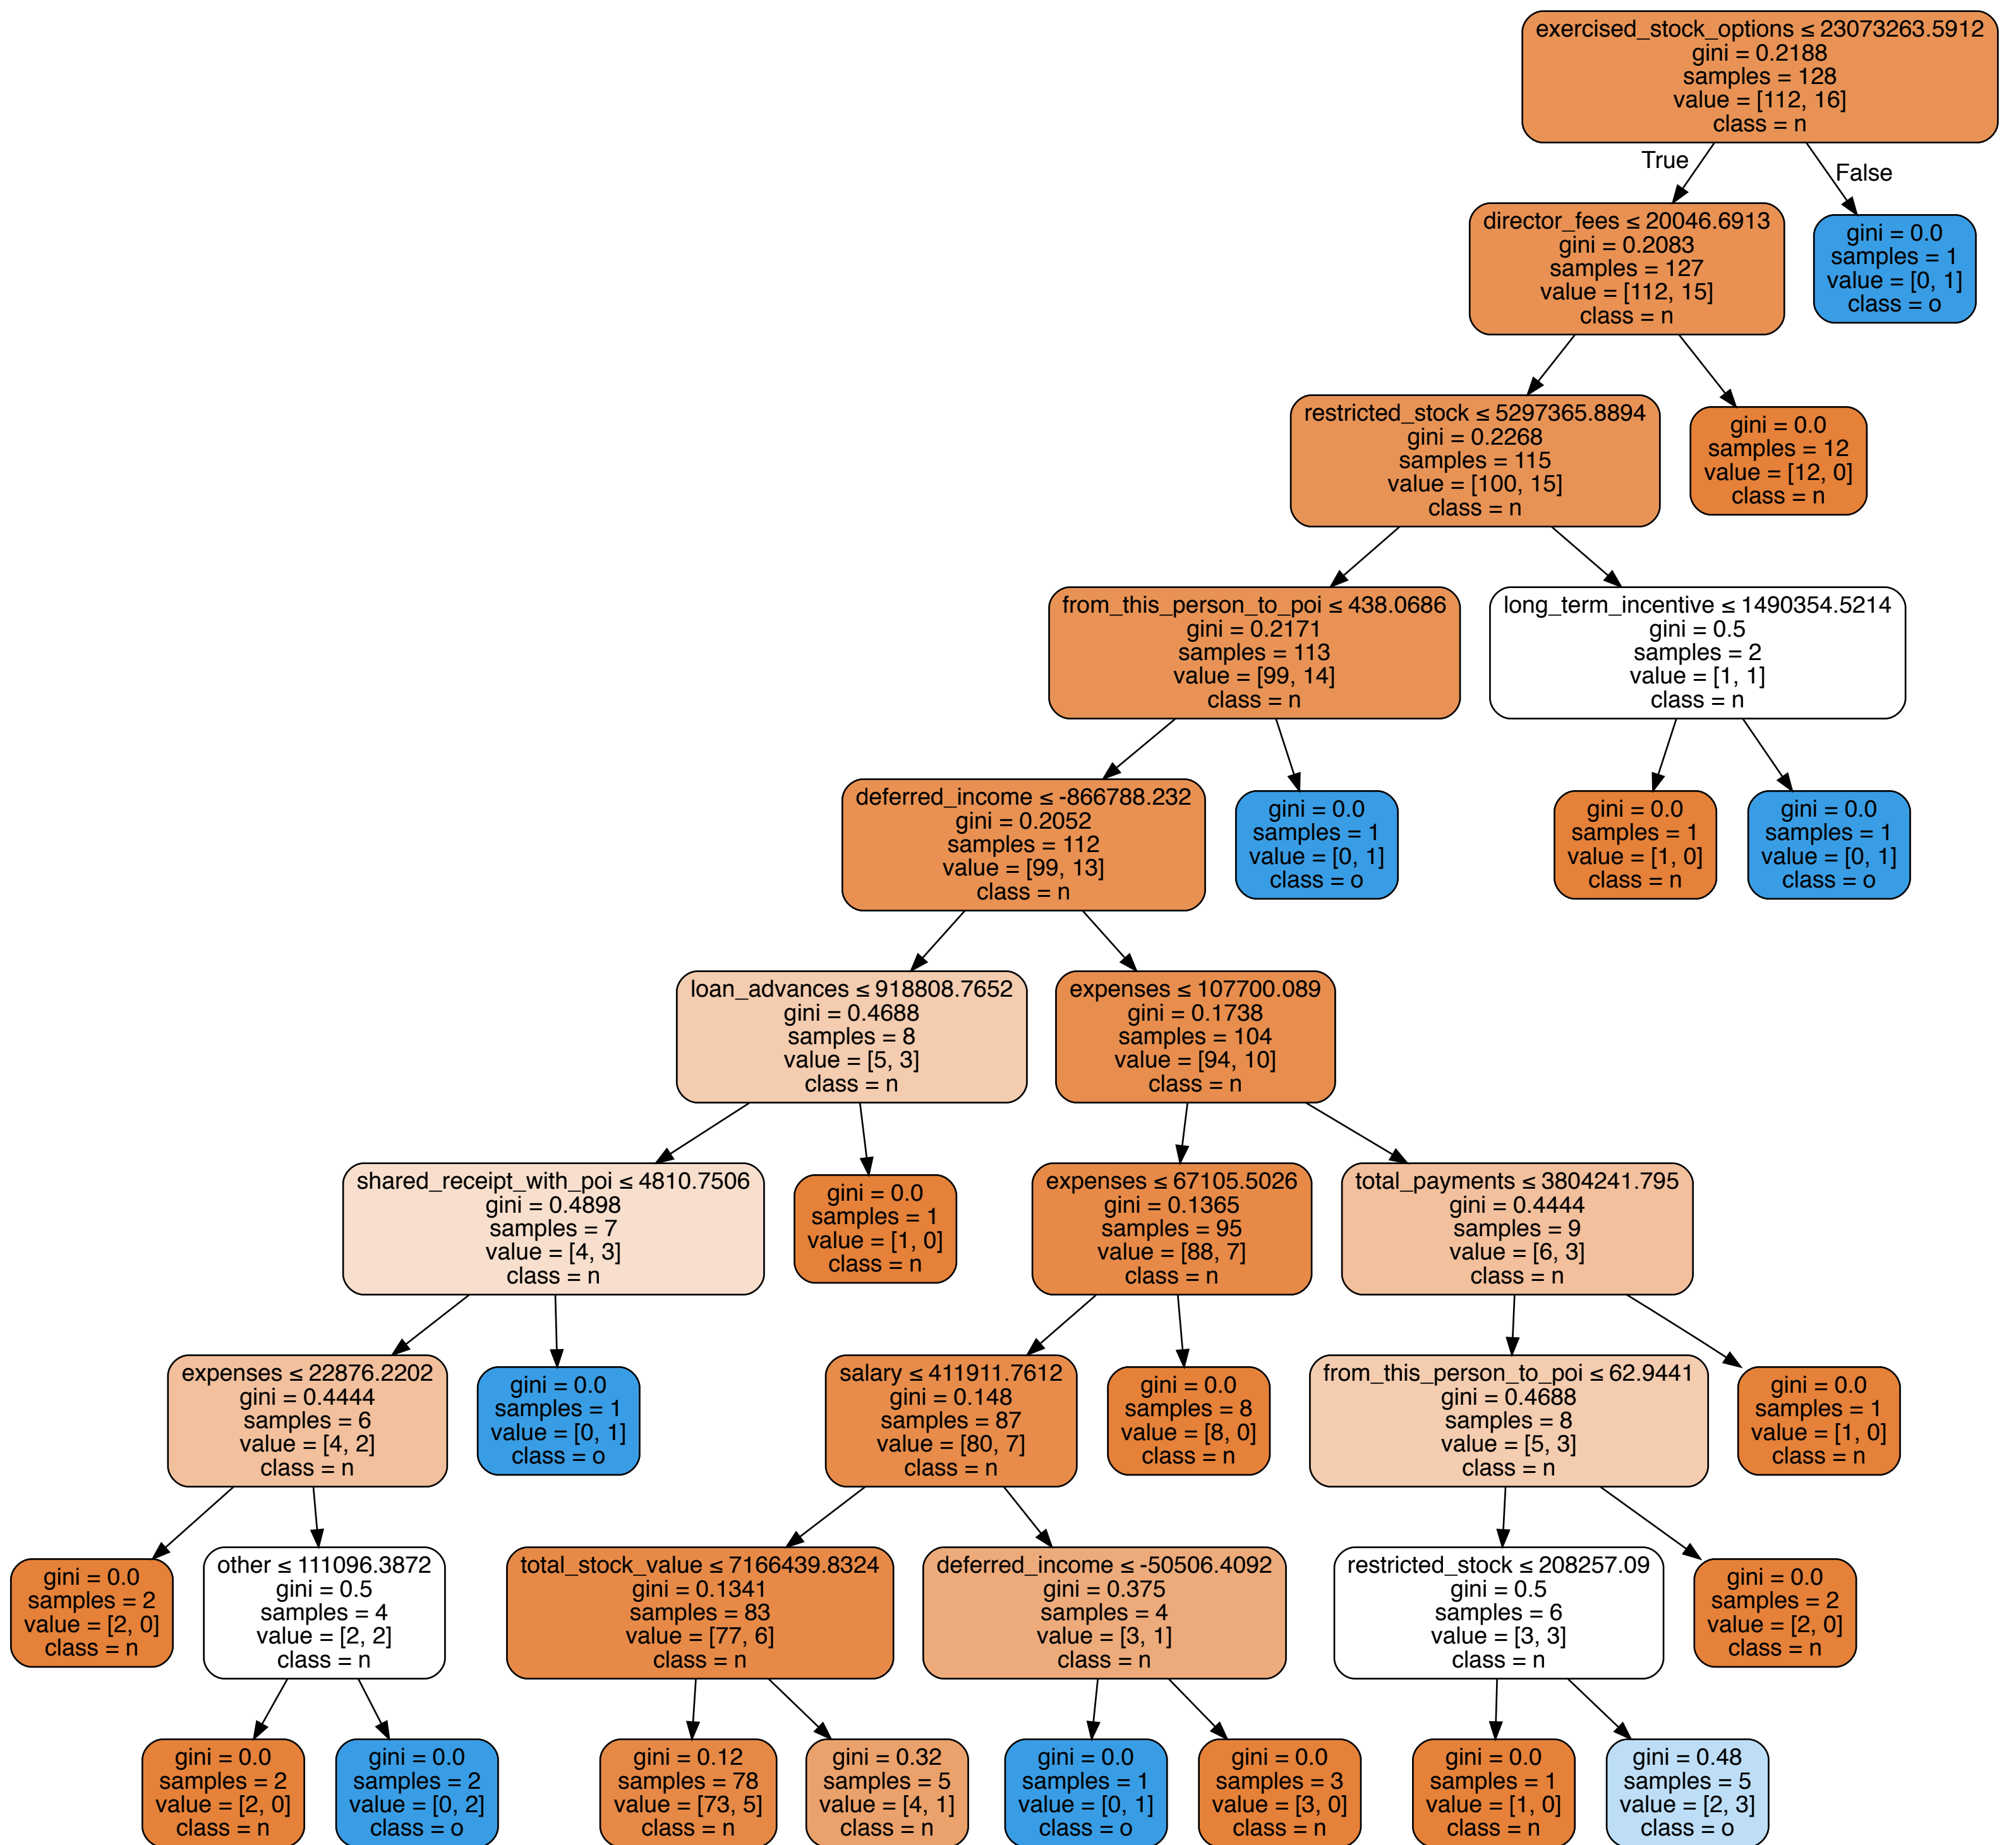 exercised_stock_options ≤ 23073263.5912
gini = 0.2188
samples = 128
value = [112, 16]
class = n
True
False
director_fees ≤ 20046.6913
gini = 0.2083
samples = 127
value = [112, 15]
class = n
gini = 0.0
samples = 1
value = [0, 1]
class = o
restricted_stock ≤ 5297365.8894
gini = 0.2268
samples = 115
value = [100, 15]
class = n
gini = 0.0
samples = 12
value = [12, 0]
class = n
from_this_person_to_poi ≤ 438.0686
gini = 0.2171
samples = 113
value = [99, 14]
class = n
long_term_incentive ≤ 1490354.5214
gini = 0.5
samples = 2
value = [1, 1]
class = n
deferred_income ≤ -866788.232
gini = 0.2052
samples = 112
value = [99, 13]
class = n
gini = 0.0
samples = 1
value = [0, 1]
class = o
gini = 0.0
samples = 1
value = [1, 0]
class = n
gini = 0.0
samples = 1
value = [0, 1]
class = o
loan_advances ≤ 918808.7652
gini = 0.4688
samples = 8
value = [5, 3]
class = n
expenses ≤ 107700.089
gini = 0.1738
samples = 104
value = [94, 10]
class = n
shared_receipt_with_poi ≤ 4810.7506
gini = 0.4898
samples = 7
value = [4, 3]
class = n
gini = 0.0
samples = 1
value = [1, 0]
class = n
expenses ≤ 67105.5026
gini = 0.1365
samples = 95
value = [88, 7]
class = n
total_payments ≤ 3804241.795
gini = 0.4444
samples = 9
value = [6, 3]
class = n
expenses ≤ 22876.2202
gini = 0.4444
samples = 6
value = [4, 2]
class = n
gini = 0.0
samples = 1
value = [0, 1]
class = o
salary ≤ 411911.7612
gini = 0.148
samples = 87
value = [80, 7]
class = n
gini = 0.0
samples = 8
value = [8, 0]
class = n
from_this_person_to_poi ≤ 62.9441
gini = 0.4688
samples = 8
value = [5, 3]
class = n
gini = 0.0
samples = 1
value = [1, 0]
class = n
gini = 0.0
samples = 2
value = [2, 0]
class = n
other ≤ 111096.3872
gini = 0.5
samples = 4
value = [2, 2]
class = n
total_stock_value ≤ 7166439.8324
gini = 0.1341
samples = 83
value = [77, 6]
class = n
deferred_income ≤ -50506.4092
gini = 0.375
samples = 4
value = [3, 1]
class = n
restricted_stock ≤ 208257.09
gini = 0.5
samples = 6
value = [3, 3]
class = n
gini = 0.0
samples = 2
value = [2, 0]
class = n
gini = 0.0
samples = 2
value = [2, 0]
class = n
gini = 0.0
samples = 2
value = [0, 2]
class = o
gini = 0.12
samples = 78
value = [73, 5]
class = n
gini = 0.32
samples = 5
value = [4, 1]
class = n
gini = 0.0
samples = 1
value = [0, 1]
class = o
gini = 0.0
samples = 3
value = [3, 0]
class = n
gini = 0.0
samples = 1
value = [1, 0]
class = n
gini = 0.48
samples = 5
value = [2, 3]
class = o